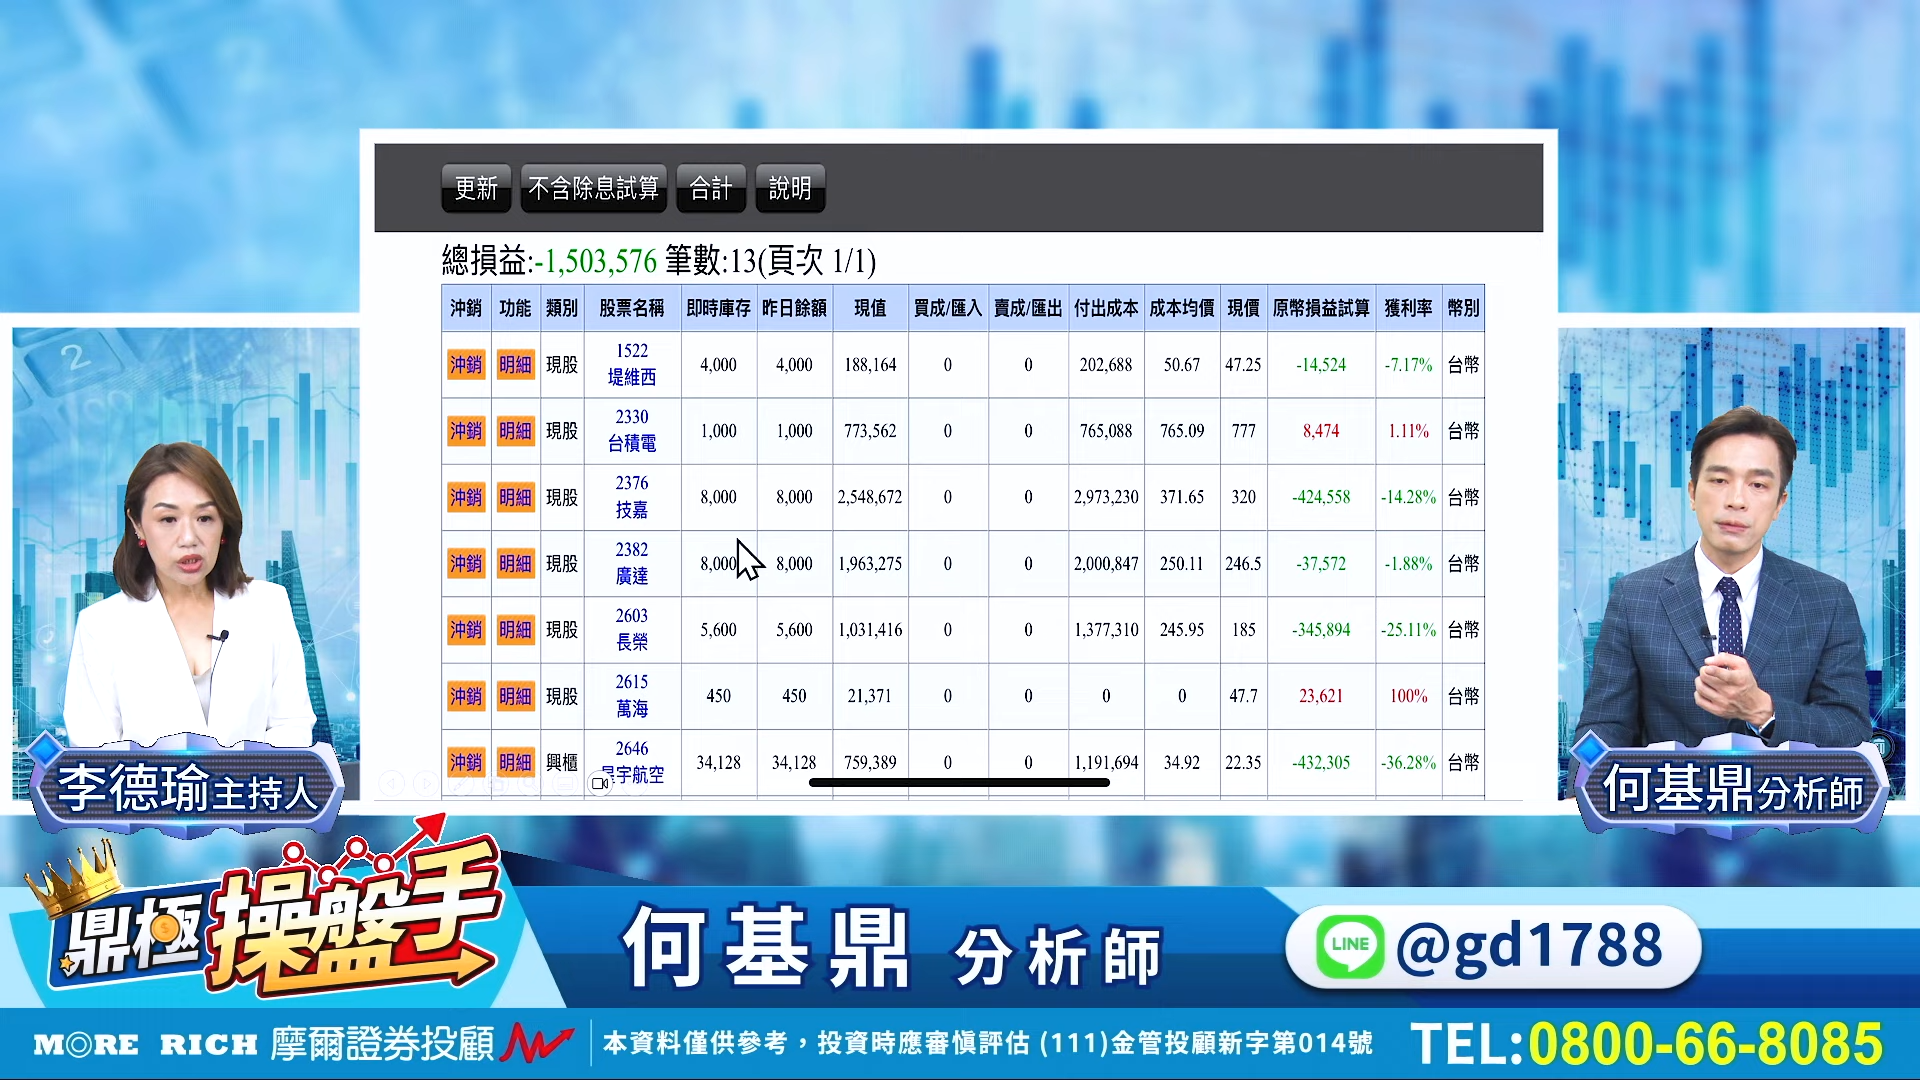 更新 不含除息試算 合計 說明
總損益:-1,503,576 筆數:13(頁次 1/1)
沖銷 功能 類別 股票名稱 即時庫存 昨日餘額 現值 買成/匯入 賣成/匯出 付出成本 成本均價 現價 原幣損益試算 獲利率 幣別
沖銷 明細 現股 1522 堤維西 4,000 4,000 188,164 0 0 202,688 50.67 47.25 -14,524 -7.17% 台幣
沖銷 明細 現股 2330 台積電 1,000 1,000 773,562 0 0 765,088 765.09 777 8,474 1.11% 台幣
沖銷 明細 現股 2376 技嘉 8,000 8,000 2,548,672 0 0 2,973,230 371.65 320 -424,558 -14.28% 台幣
沖銷 明細 現股 2382 廣達 8,000 8,000 1,963,275 0 0 2,000,847 250.11 246.5 -37,572 -1.88% 台幣
沖銷 明細 現股 2603 長榮 5,600 5,600 1,031,416 0 0 1,377,310 245.95 185 -345,894 -25.11% 台幣
沖銷 明細 現股 2615 萬海 450 450 21,371 0 0 0 0 47.7 23,621 100% 台幣
沖銷 明細 興櫃 2646 星宇航空 34,128 34,128 759,389 0 0 1,191,694 34.92 22.35 -432,305 -36.28% 台幣
李德瑜主持人
何基鼎分析師
鼎極操盤手
何基鼎 分析師
LINE @gd1788
MORE RICH 摩爾證券投顧
本資料僅供參考，投資時應審慎評估 (111)金管投顧新字第014號
TEL:0800-66-8085